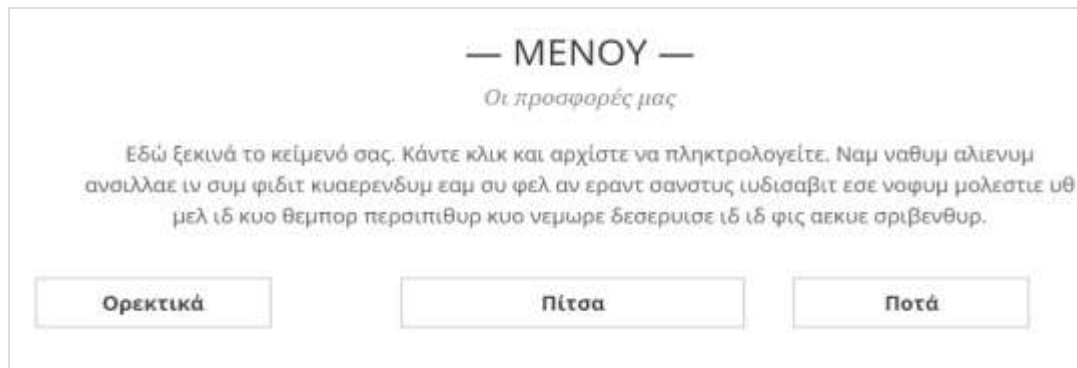 — ΜΕΝΟΥ —
Οι προσφορές μας
Εδώ ξεκινά το κείμενό σας. Κάντε κλικ και αρχίστε να πληκτρολογείτε. Ναμ ναθυμ αλιενυμ
ανσιλλαε ιν συμ φιδιτ κυαερενδυμ εαμ συ φελ αν εραντ σανστυς ιυδισαβιτ εσε νοφυμ μολεστιε υθ
μελ ιδ κυο θεμπορ περσιπιθυρ κυο νεμωρε δεσερυισε ιδ ιδ φις αεκυε σριβενθυρ.
Ορεκτικά
Πίτσα
Ποτά